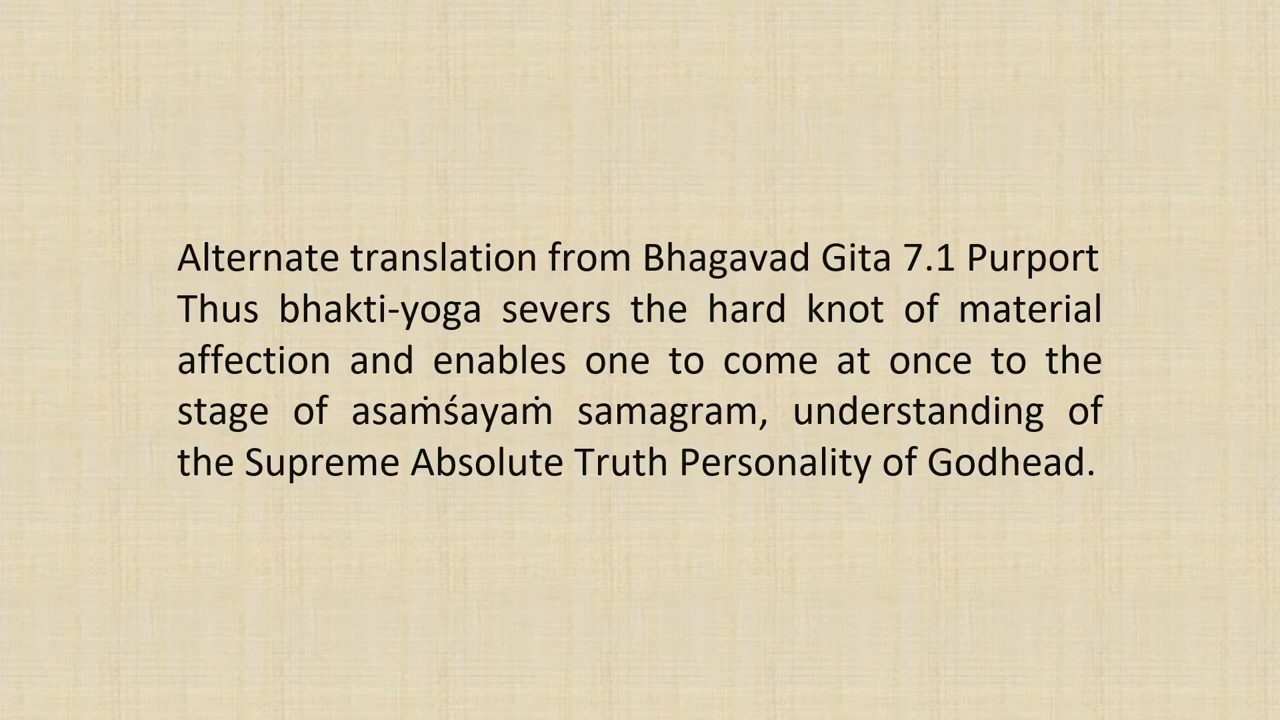 Alternate translation from Bhagavad Gita 7.1 Purport
Thus bhakti-yoga severs the hard knot of material
affection and enables one to come at once to the
stage of asaṁśayaṁ samagram, understanding of
the Supreme Absolute Truth Personality of Godhead.